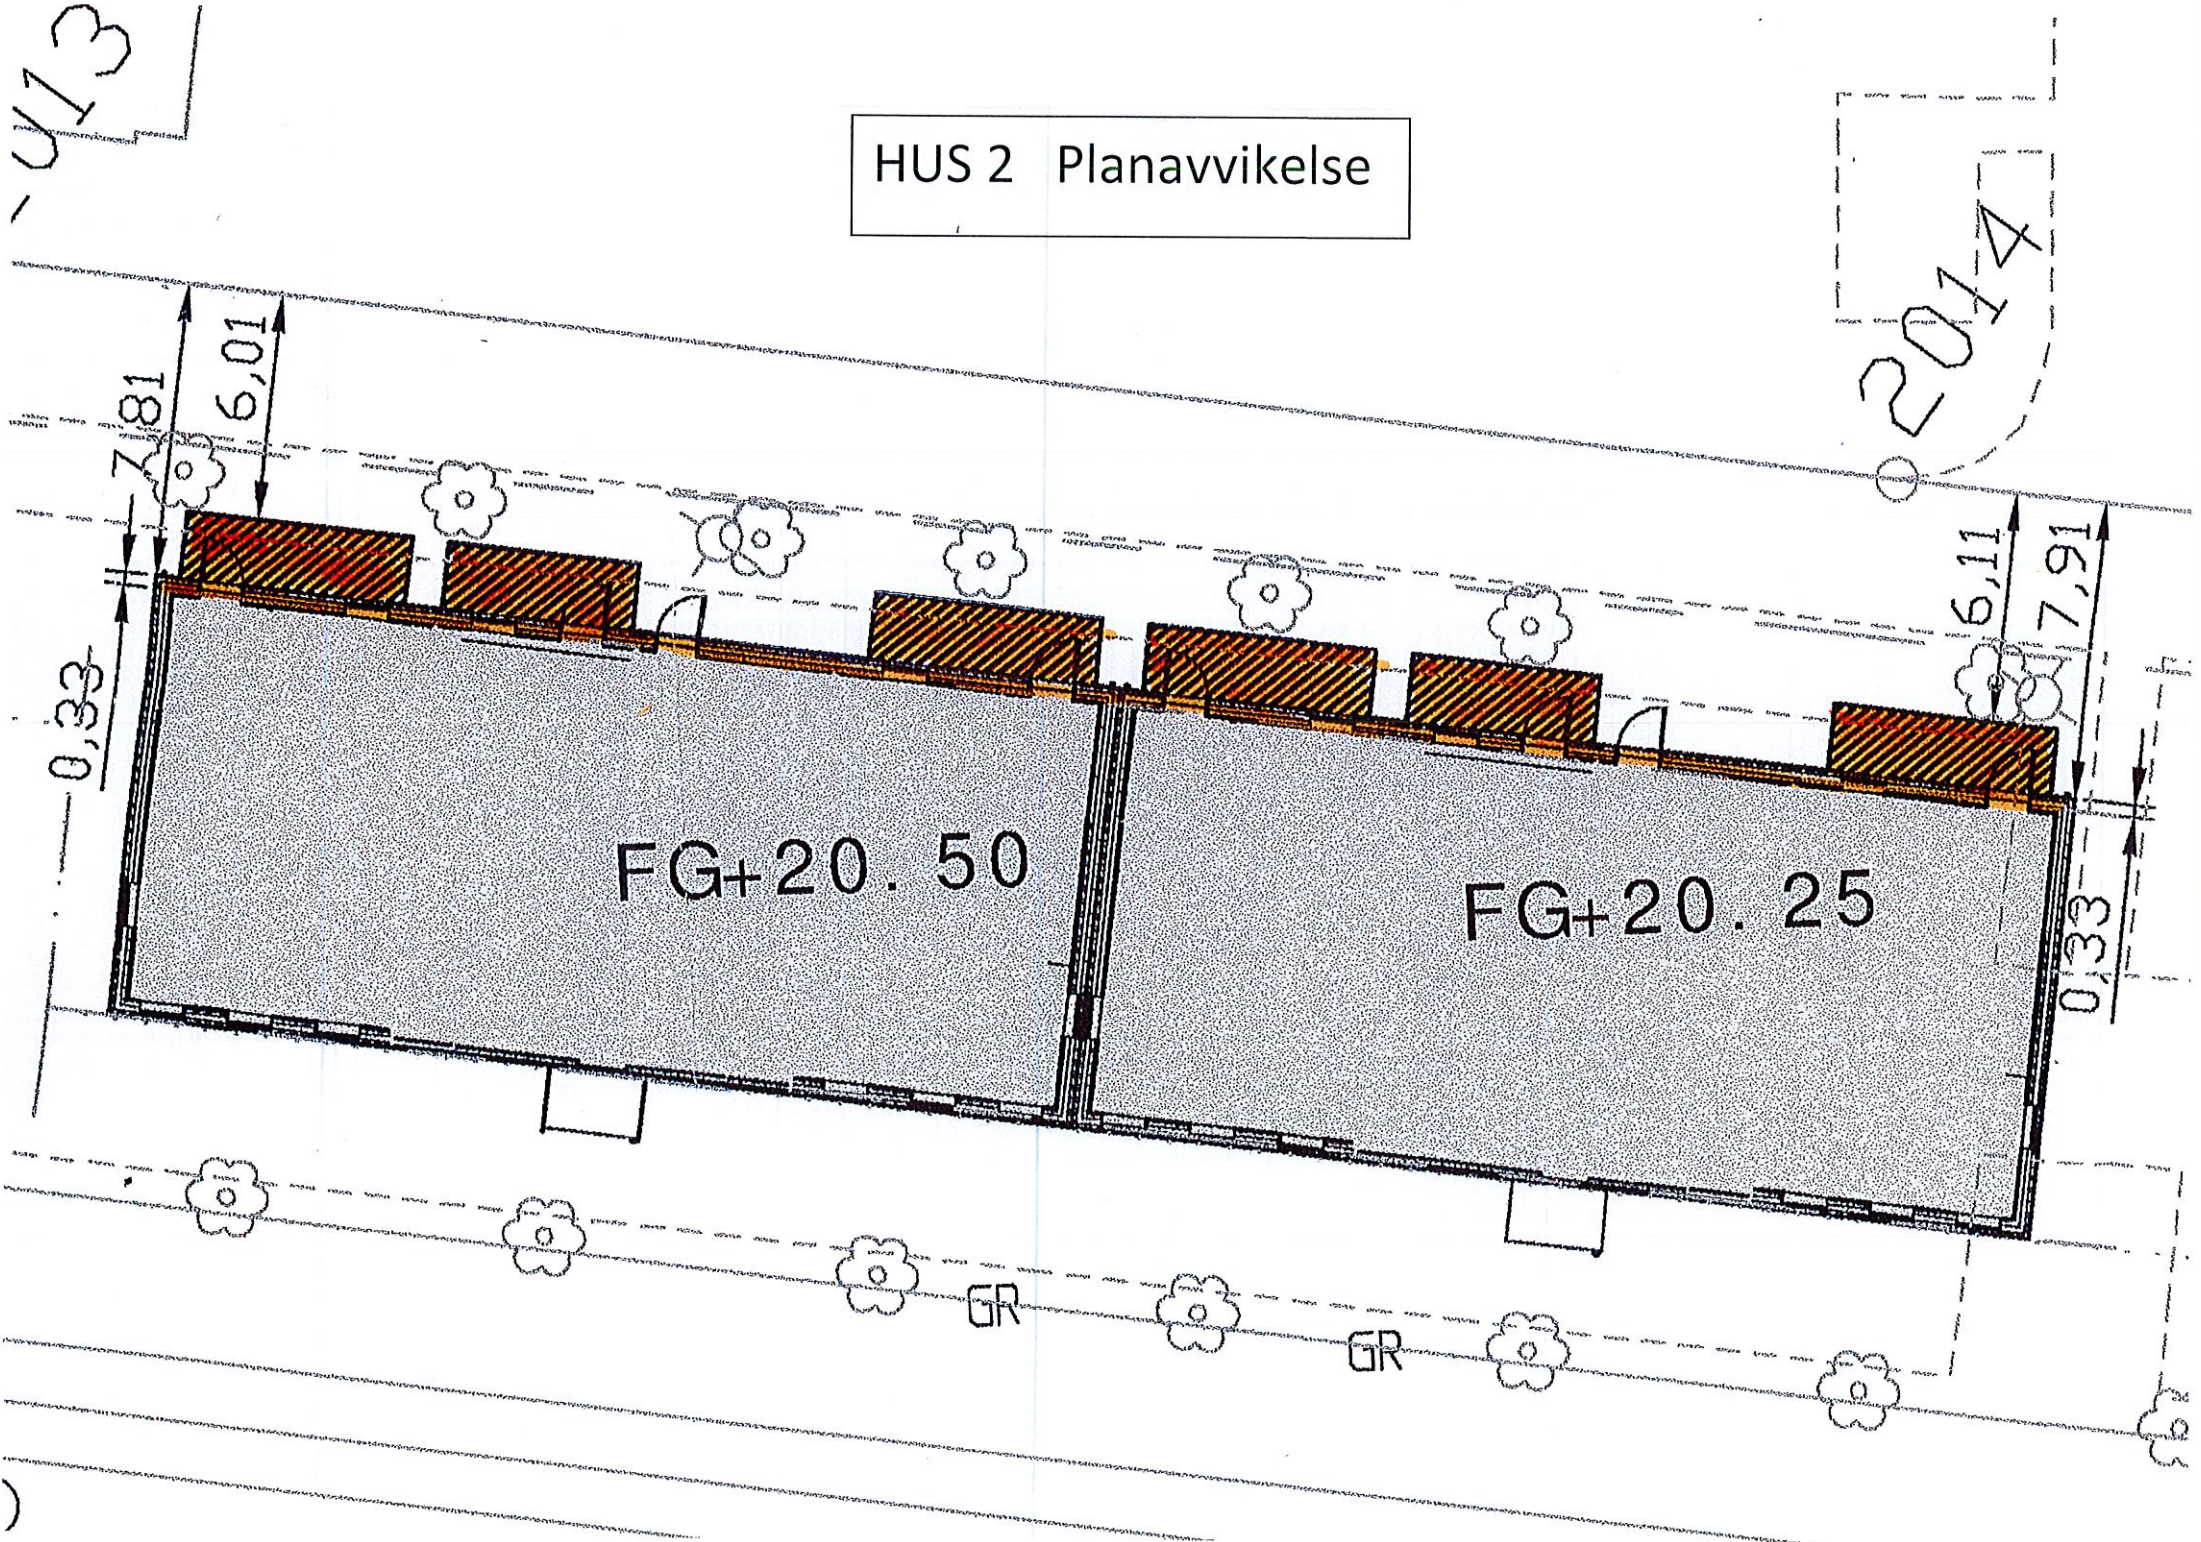 HUS 2 Planavvikelse
2014
7,81
6,01
6,11
7,91
0,33
FG+20. 50
FG+20. 25
0,33
GR
GR
)